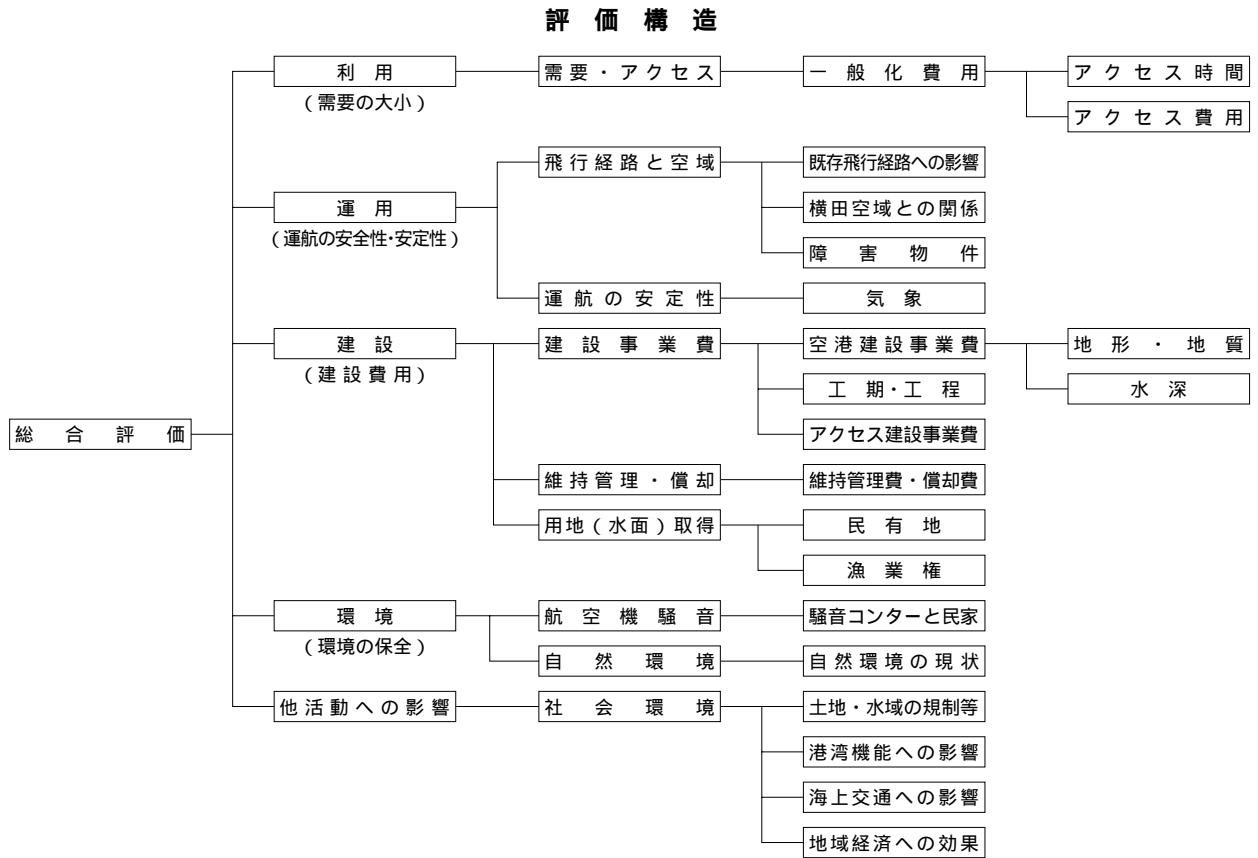 評価構造
利用 需要・アクセス 一般化費用 アクセス時間
(需要の大小)
アクセス費用
飛行経路と空域 既存飛行経路への影響
運用 横田空域との関係
(運航の安全性・安定性)
障害物件
運航の安定性 気象
建設 建設事業費 空港建設事業費 地形・地質
(建設費用)
工期・工程 水深
総合評価 アクセス建設事業費
維持管理・償却 維持管理費・償却費
用地(水面)取得 民有地
漁業権
環境 航空機騒音 騒音コンターと民家
(環境の保全)
自然環境 自然環境の現状
他活動への影響 社会環境 土地・水域の規制等
港湾機能への影響
海上交通への影響
地域経済への効果